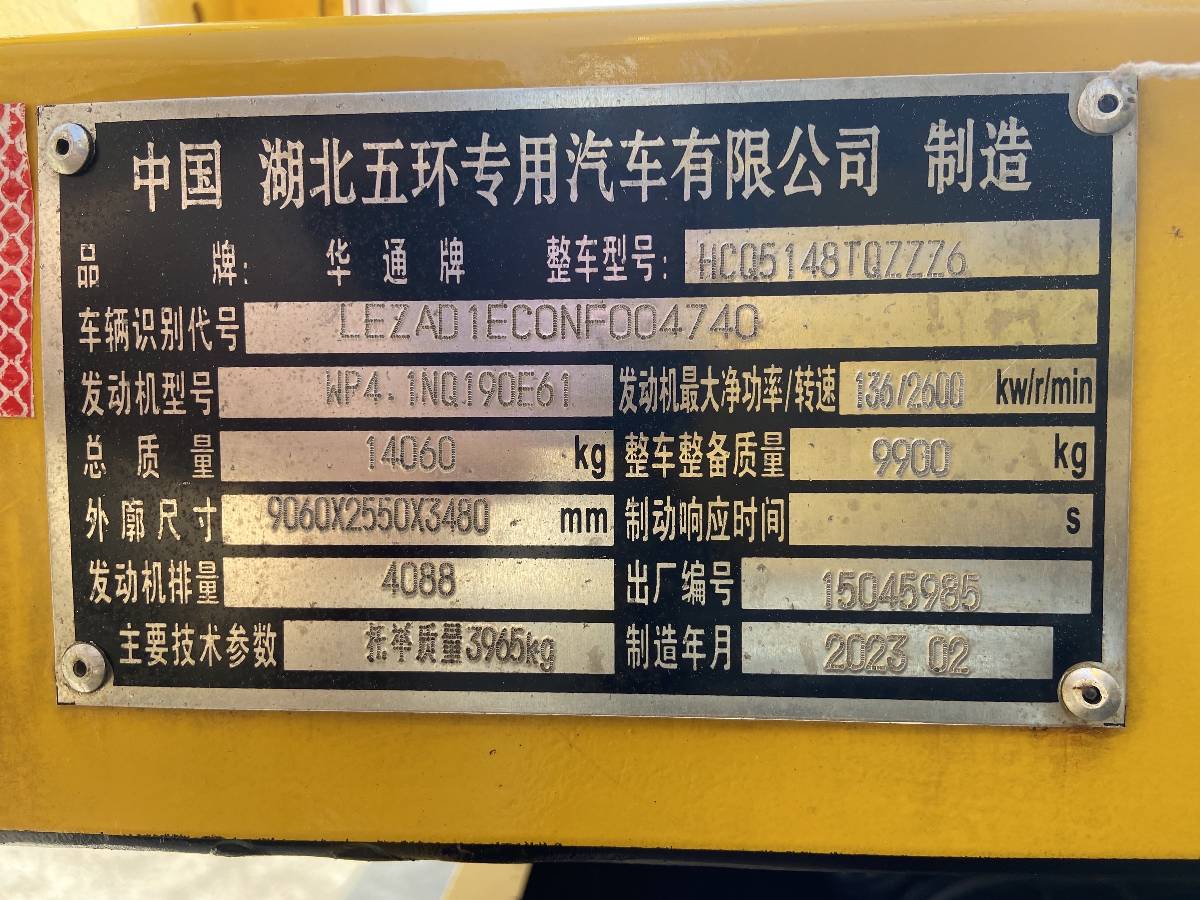 中国 湖北五环专用汽车有限公司 制造
品牌: 华通牌 整车型号: HCQ5148TQZZZ6
车辆识别代号 LEZAD1EC0NF004740
发动机型号 WP4.1NQ190E61 发动机最大净功率/转速 136/2600 kw/r/min
总质量 14060 kg 整车整备质量 9900 kg
外廓尺寸 9060X2550X3480 mm 制动响应时间 s
发动机排量 4088 出厂编号 15045985
主要技术参数 托举质量3965kg 制造年月 2023 02